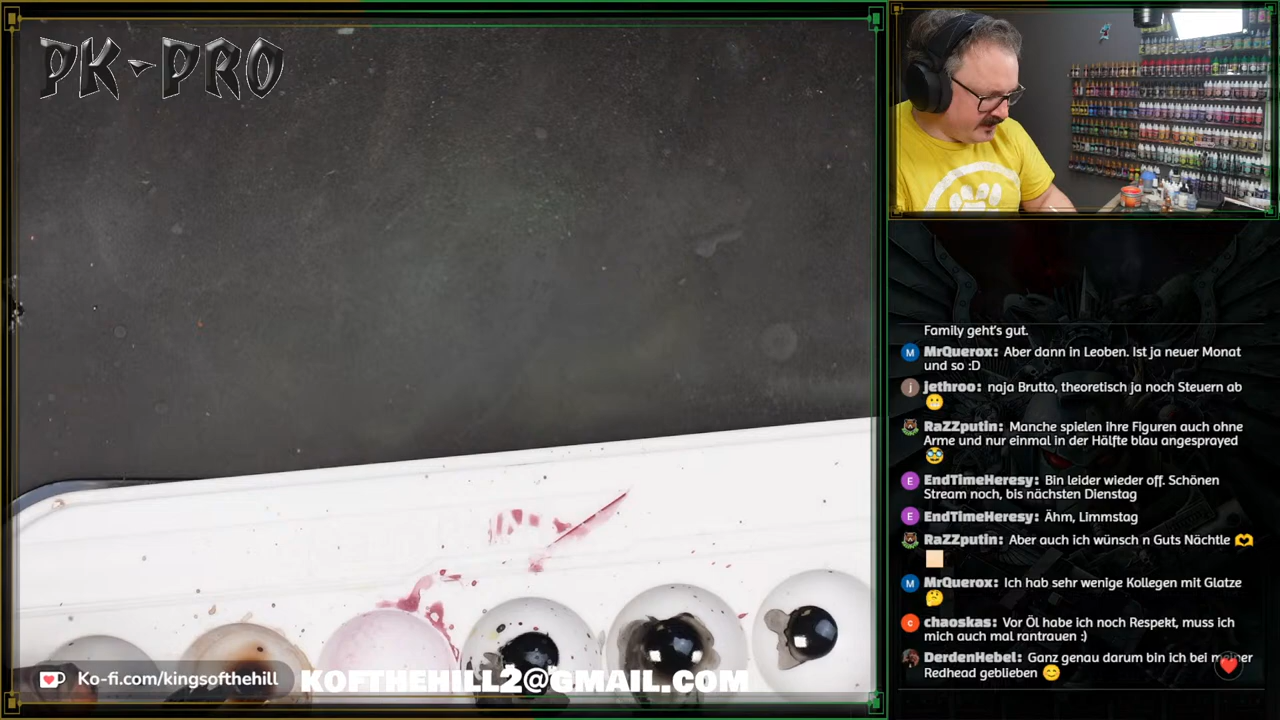 PK-PRO
Family geht's gut.
M MrQuerox: Aber dann in Leoben. Ist ja neuer Monat
und so :D
j jethroo: naja Brutto, theoretisch ja noch Steuern ab
😬
RaZZputin: Manche spielen ihre Figuren auch ohne
Arme und nur einmal in der Hälfte blau angesprayed
🥸
E EndTimeHeresy: Bin leider wieder off. Schönen
Stream noch, bis nächsten Dienstag
E EndTimeHeresy: Ähm, Limmstag
RaZZputin: Aber auch ich wünsch n Guts Nächtle 🫶
🏼
M MrQuerox: Ich hab sehr wenige Kollegen mit Glatze
🤔
c chaoskas: Vor Öl habe ich noch Respekt, muss ich
mich auch mal rantrauen :)
DerdenHebel: Ganz genau darum bin ich bei meiner
Redhead geblieben 😊
Ko-fi.com/kingsofthehill
KOFTHEHILL2@GMAIL.COM